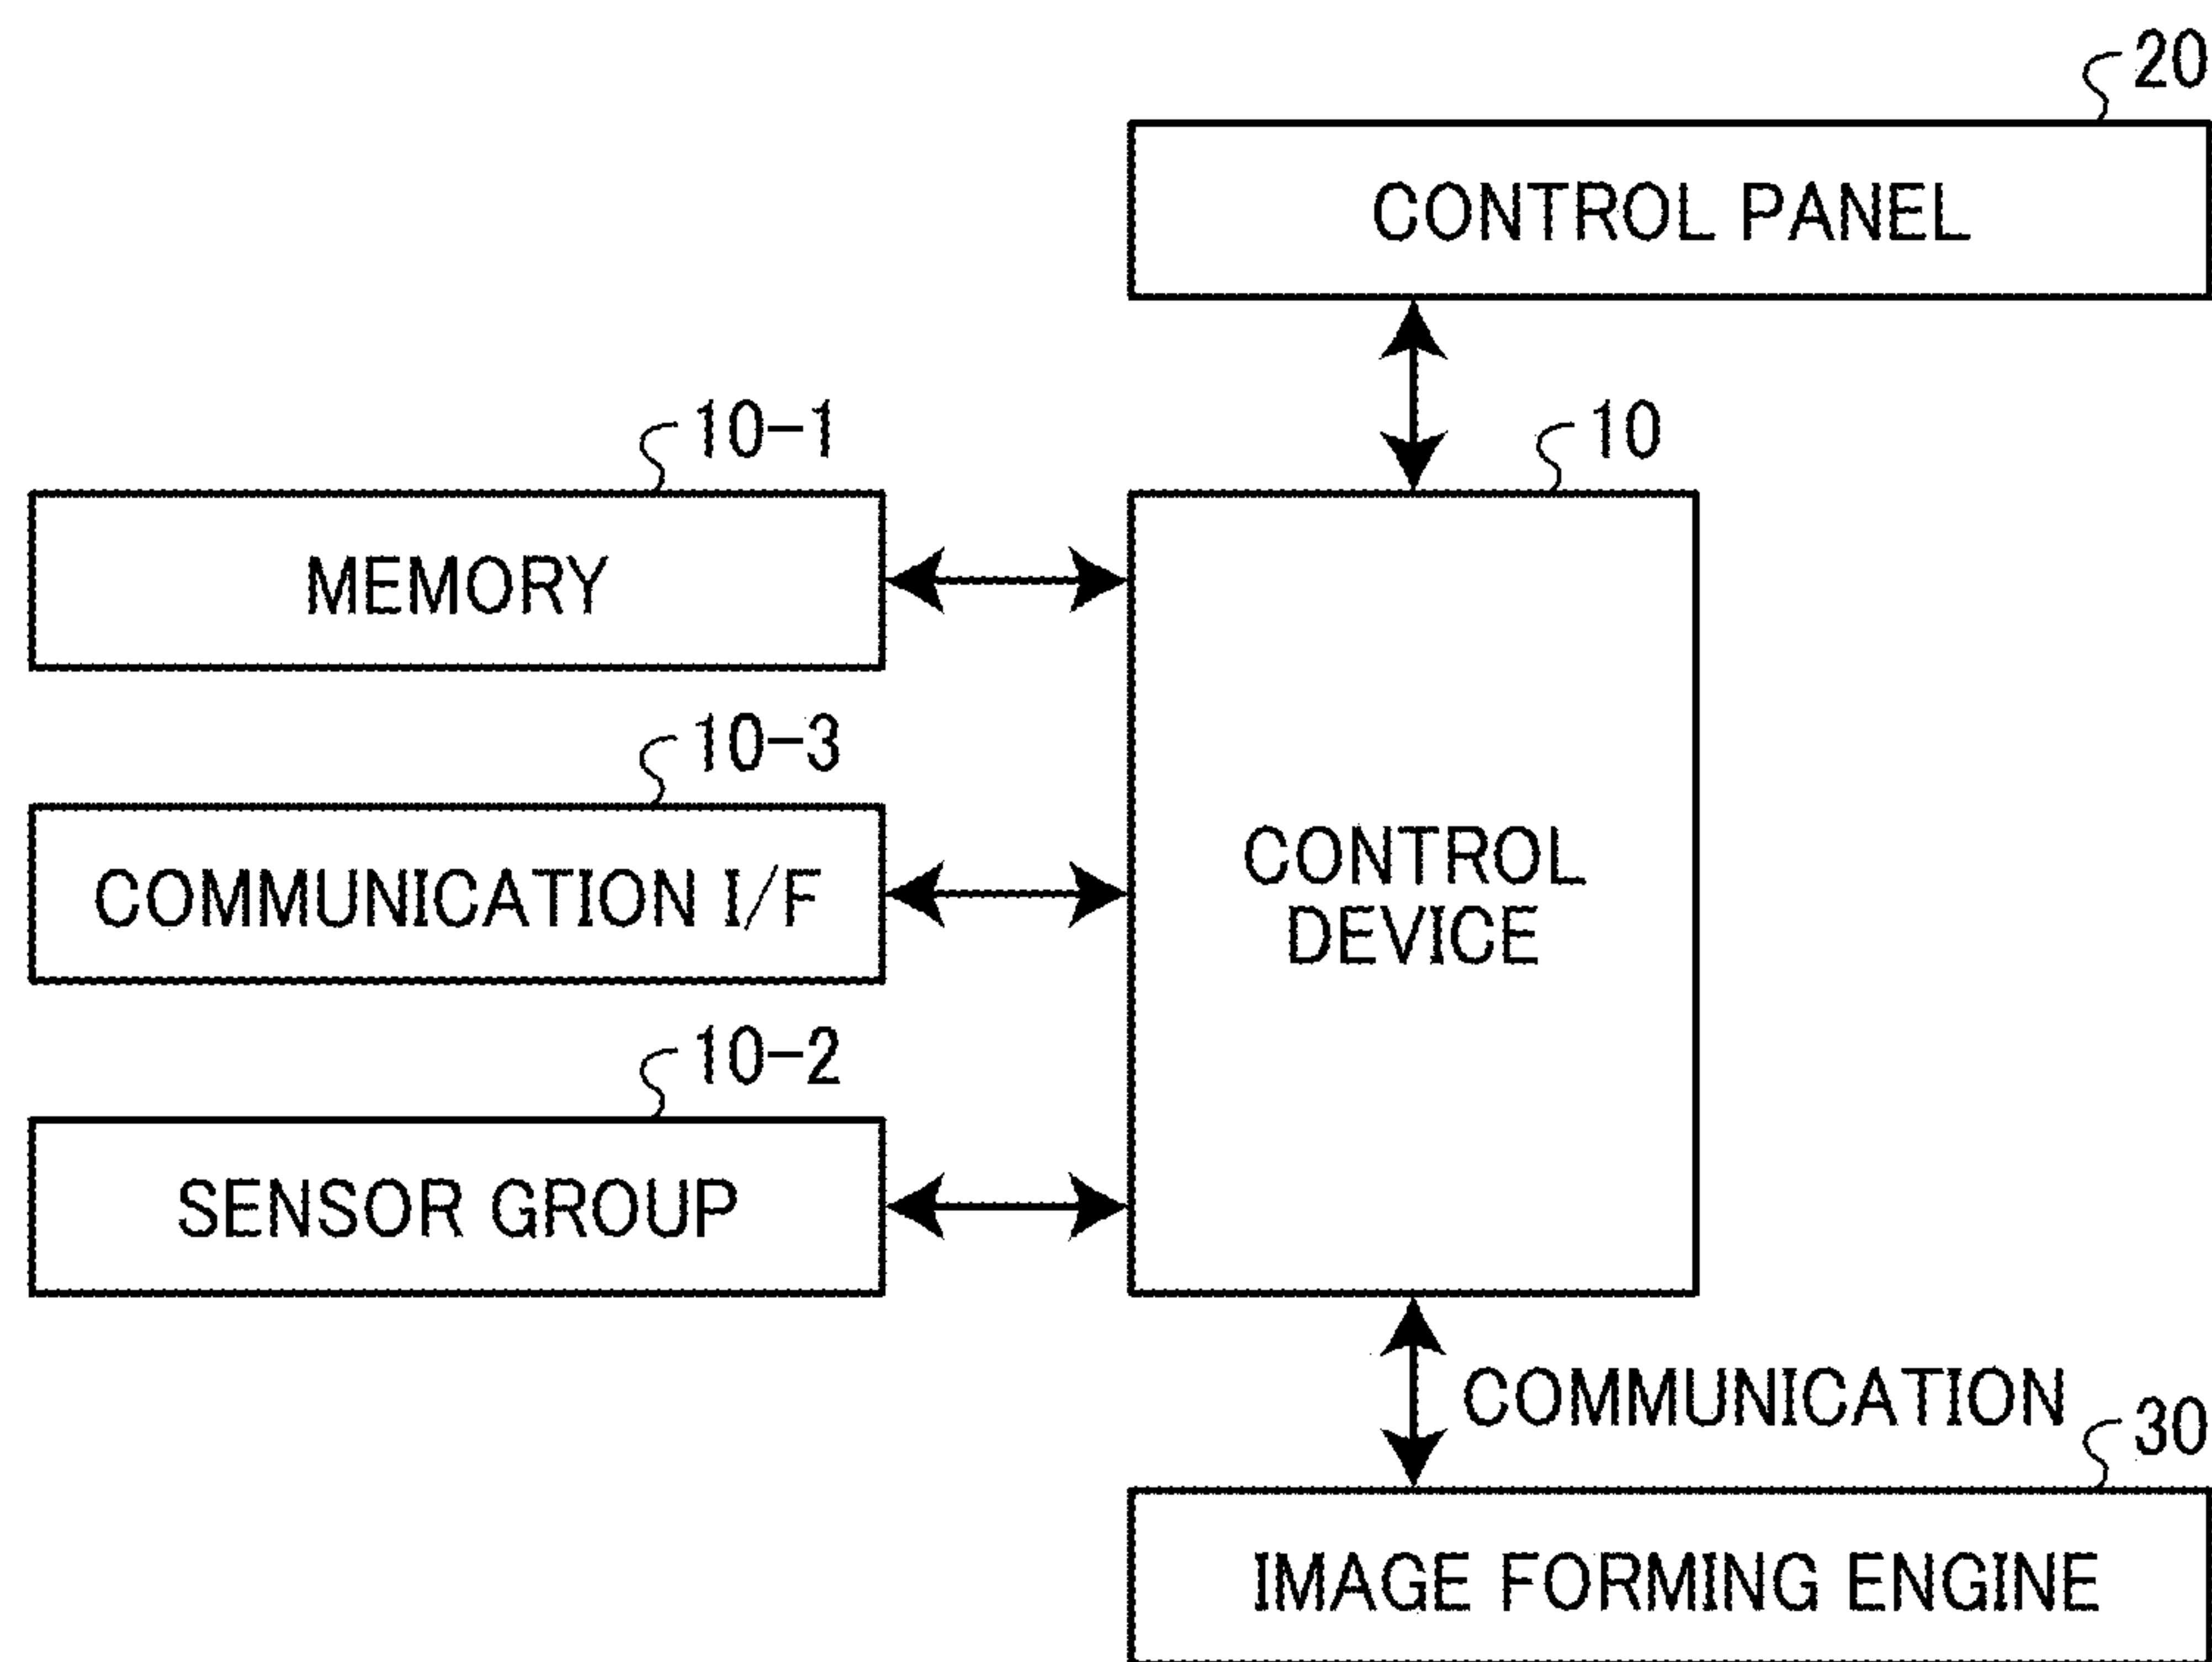 20
CONTROL PANEL
10-1
10
MEMORY
10-3
COMMUNICATION I/F
CONTROL
DEVICE
10-2
SENSOR GROUP
COMMUNICATION
30
IMAGE FORMING ENGINE